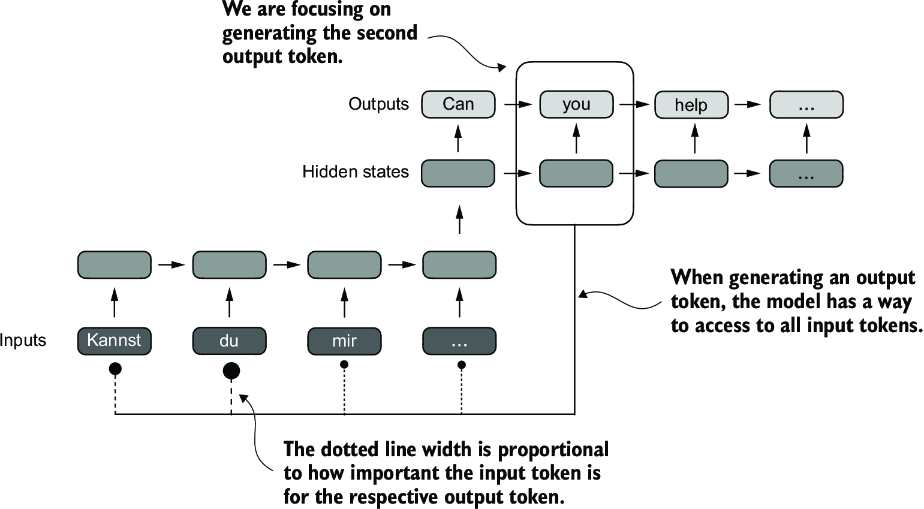 We are focusing on
generating the second
output token.
Outputs
Can
you
help
...
Hidden states
...
When generating an output
token, the model has a way
to access to all input tokens.
Inputs
Kannst
du
mir
...
The dotted line width is proportional
to how important the input token is
for the respective output token.